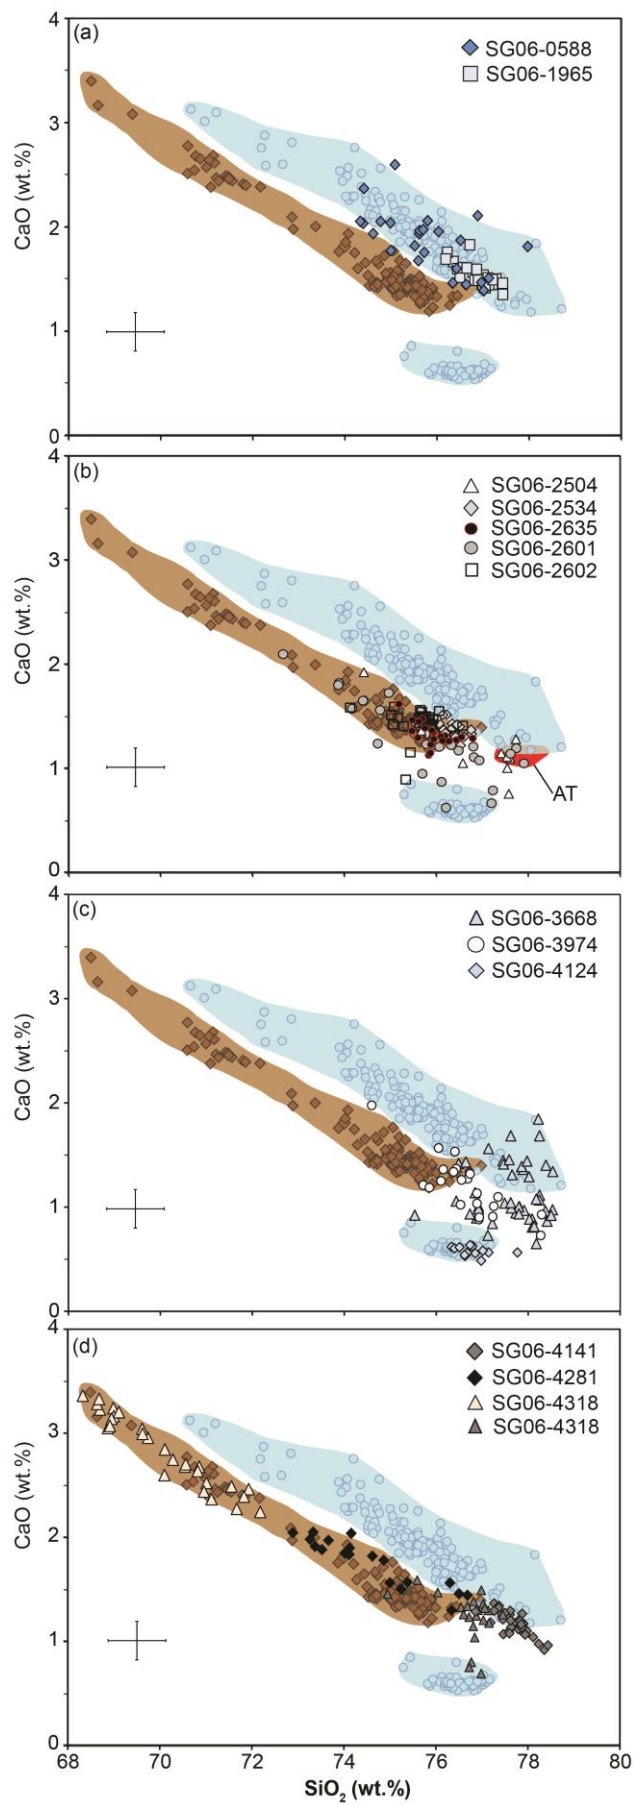 (a)
SG06-0588
SG06-1965
CaO (wt.%)
4
3
2
1
0
(b)
SG06-2504
SG06-2534
SG06-2635
SG06-2601
SG06-2602
AT
CaO (wt.%)
4
3
2
1
0
(c)
SG06-3668
SG06-3974
SG06-4124
CaO (wt.%)
4
3
2
1
0
(d)
SG06-4141
SG06-4281
SG06-4318
SG06-4318
CaO (wt.%)
4
3
2
1
0
68 70 72 74 76 78 80
SiO₂ (wt.%)